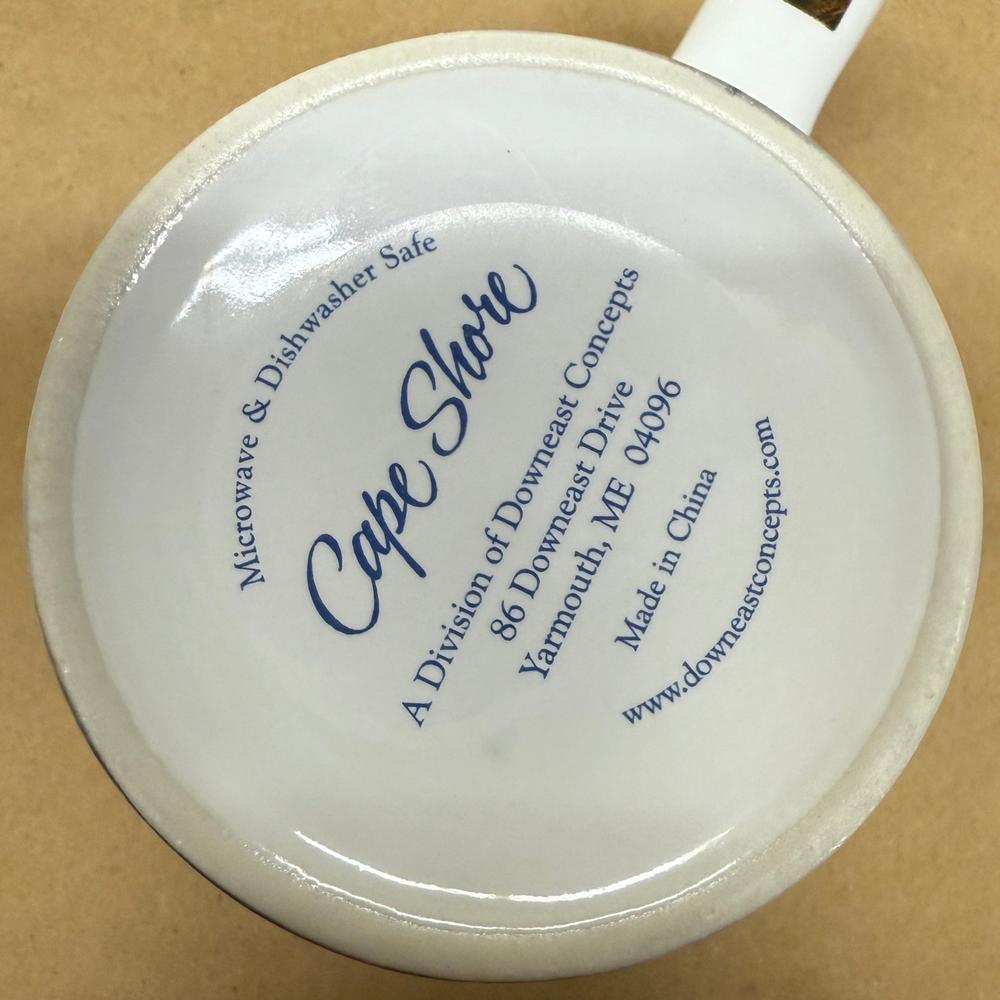 Microwave & Dishwasher Safe
Cape Shore
A Division of Downeast Concepts
86 Downeast Drive
Yarmouth, ME 04096
Made in China
www.downeastconcepts.com